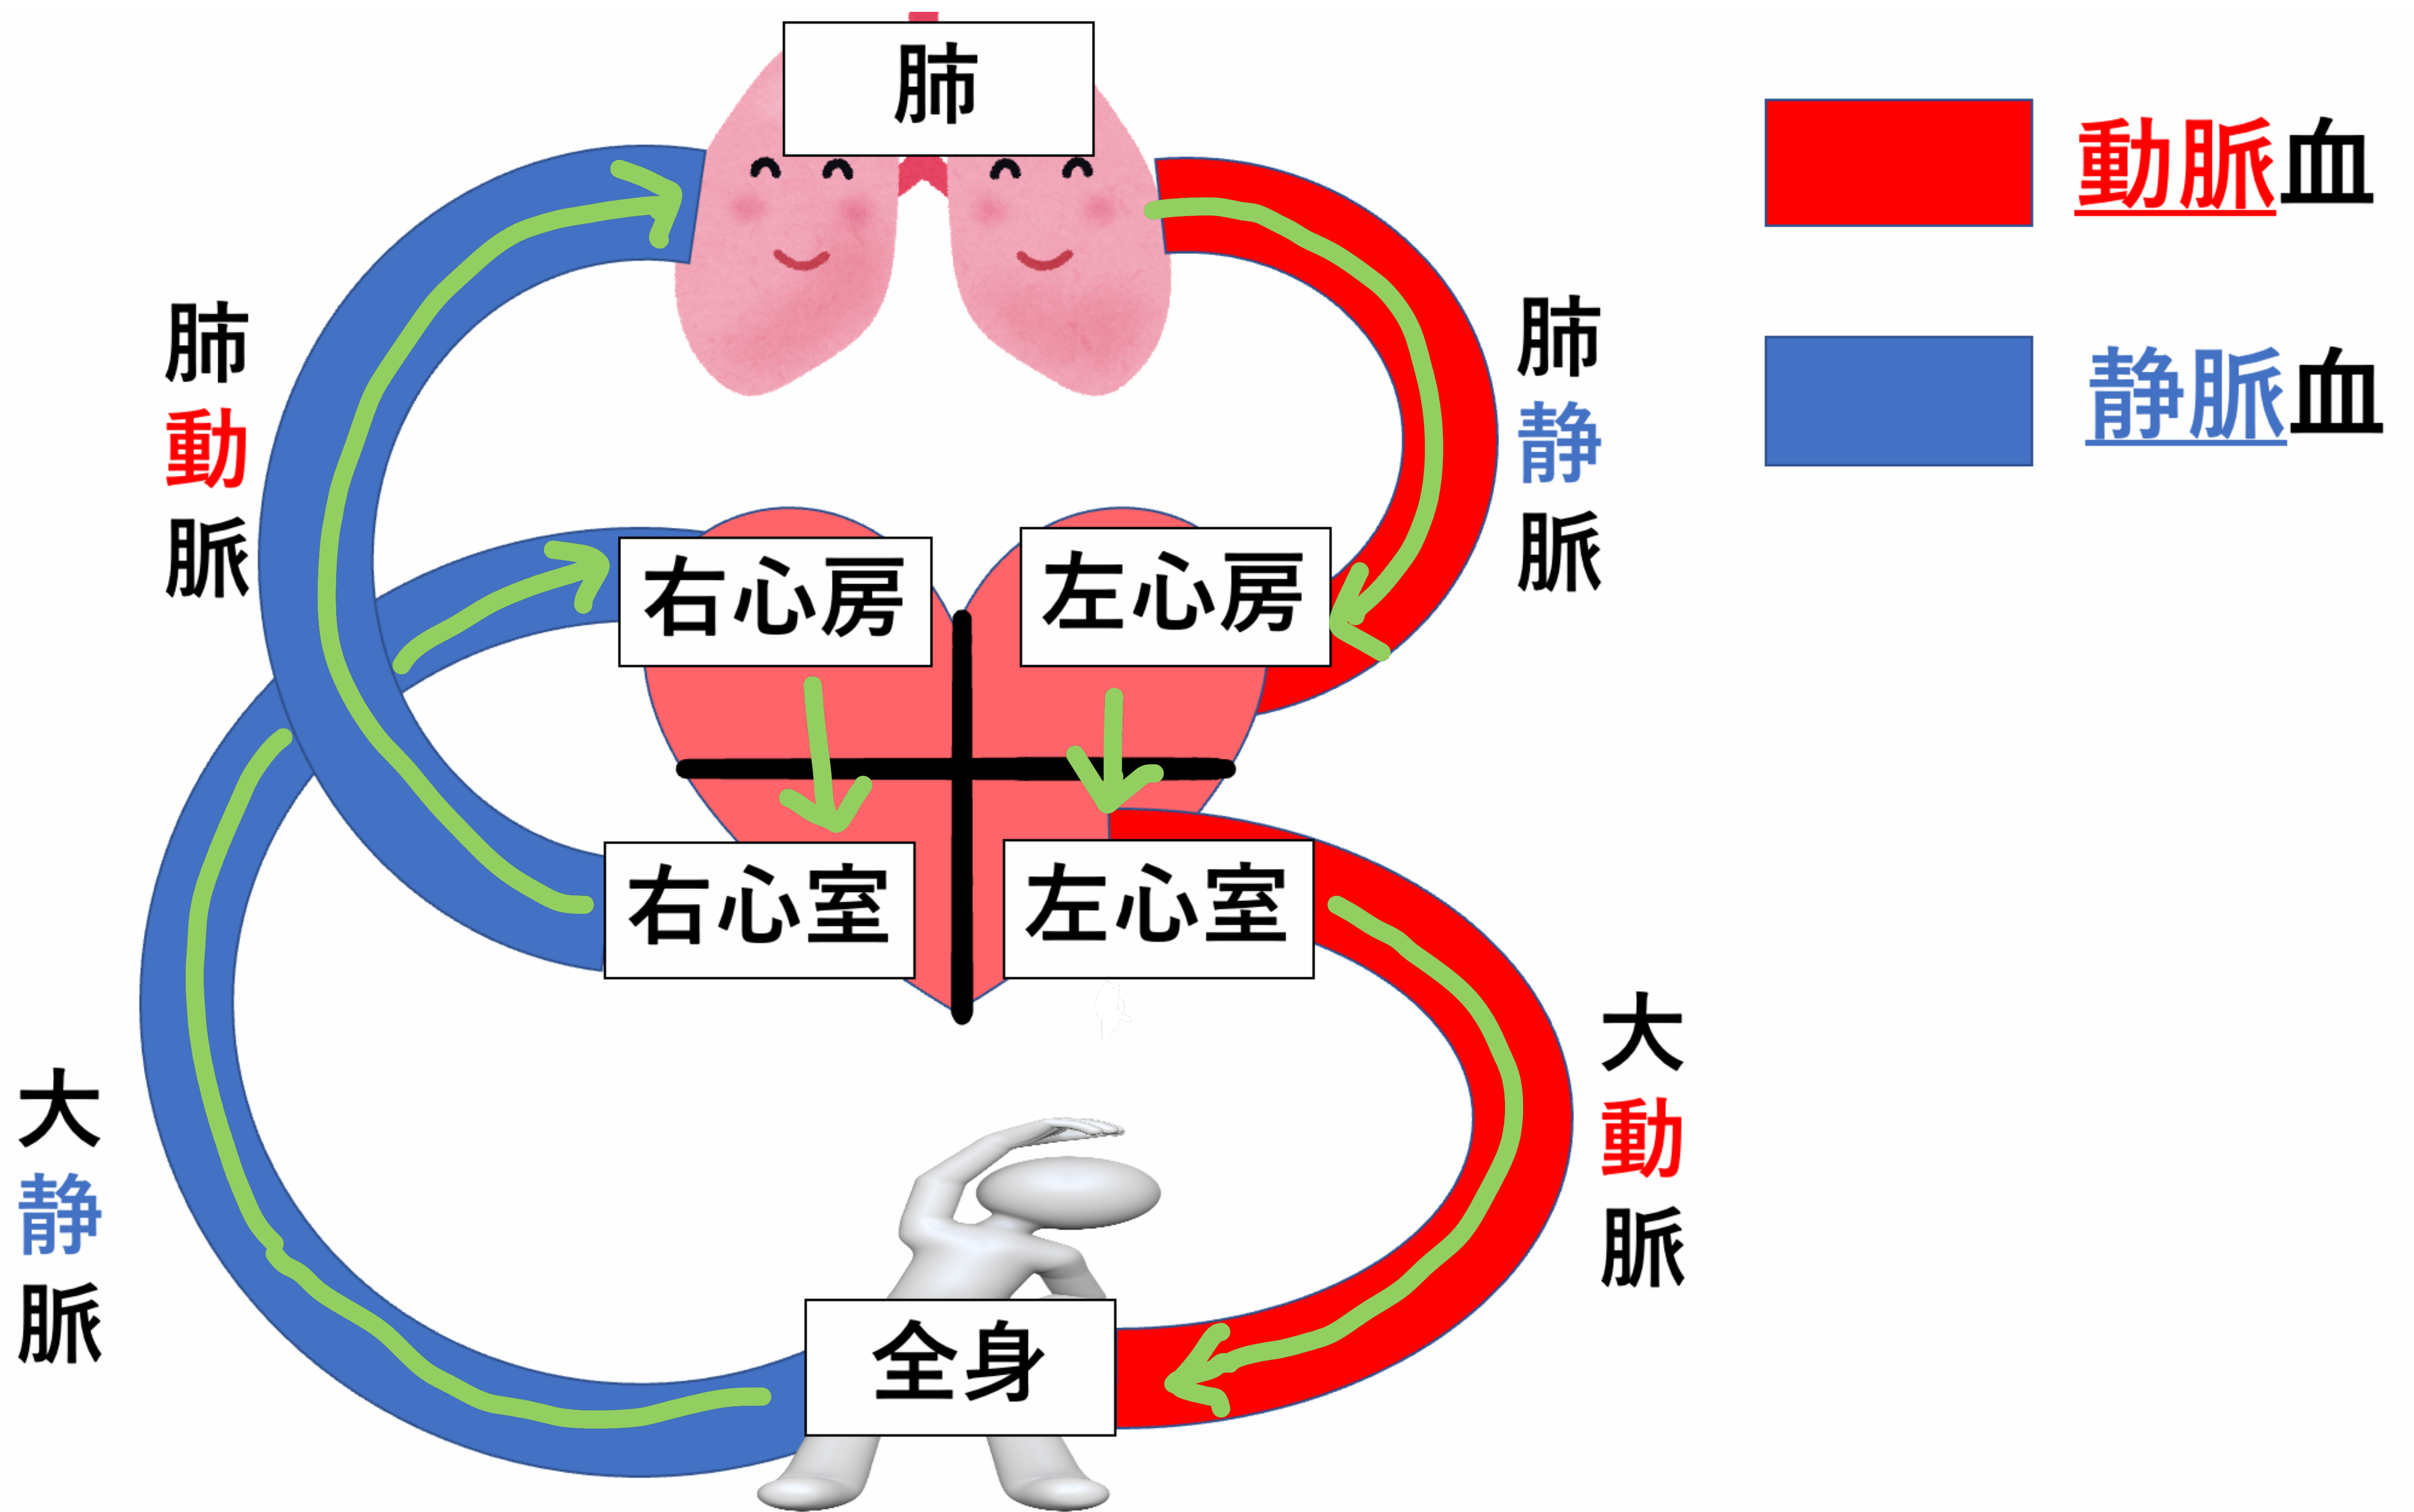 肺
動脈血
静脈血
肺動脈
肺静脈
右心房
左心房
右心室
左心室
大動脈
大静脈
全身